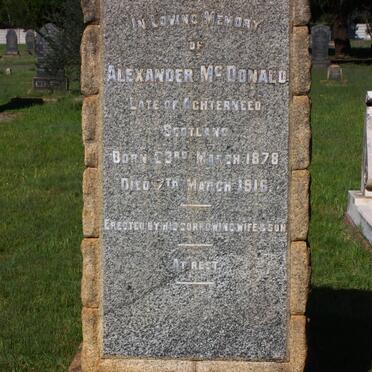 IN LOVING MEMORY
OF
ALEXANDER MCDONALD
LATE OF ACHTERNEED
SCOTLAND
BORN 23RD MARCH 1878
DIED 7TH MARCH 1916.
ERECTED BY HIS SORROWING WIFE & SON
AT REST